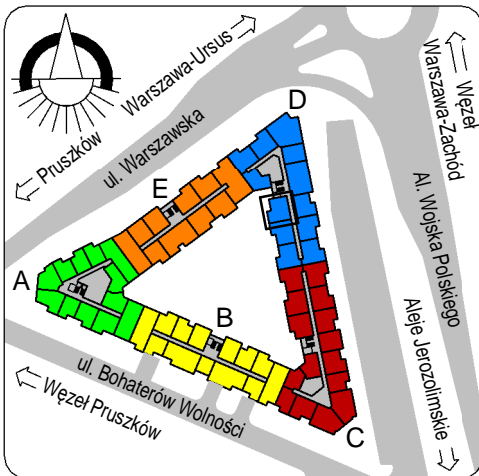 Warszawa-Ursus
Pruszków
ul. Warszawska
Węzeł
Warszawa-Zachód
Al. Wojska Polskiego
Aleje Jerozolimskie
D
E
A
B
C
ul. Bohaterów Wolności
Węzeł Pruszków